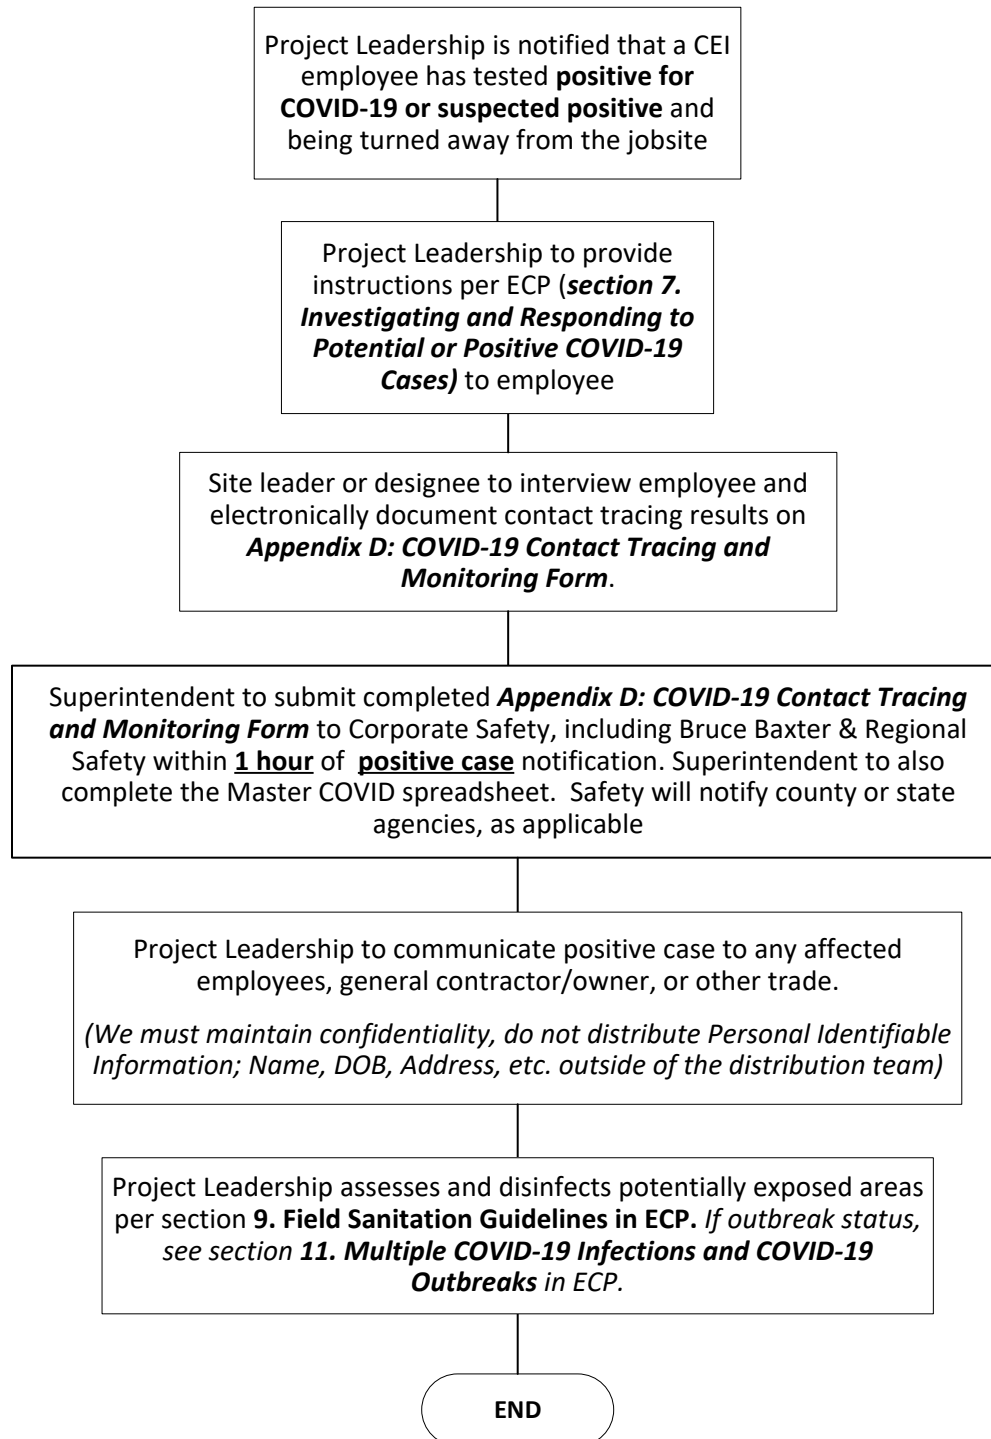 Project Leadership is notified that a CEI
employee has tested positive for
COVID-19 or suspected positive and
being turned away from the jobsite
Project Leadership to provide
instructions per ECP (section 7.
Investigating and Responding to
Potential or Positive COVID-19
Cases) to employee
Site leader or designee to interview employee and
electronically document contact tracing results on
Appendix D: COVID-19 Contact Tracing and
Monitoring Form.
Superintendent to submit completed Appendix D: COVID-19 Contact Tracing
and Monitoring Form to Corporate Safety, including Bruce Baxter & Regional
Safety within 1 hour of  positive case notification. Superintendent to also
complete the Master COVID spreadsheet.  Safety will notify county or state
agencies, as applicable
Project Leadership to communicate positive case to any affected
employees, general contractor/owner, or other trade.
(We must maintain confidentiality, do not distribute Personal Identifiable
Information; Name, DOB, Address, etc. outside of the distribution team)
Project Leadership assesses and disinfects potentially exposed areas
per section 9. Field Sanitation Guidelines in ECP. If outbreak status,
see section 11. Multiple COVID-19 Infections and COVID-19
Outbreaks in ECP.
END